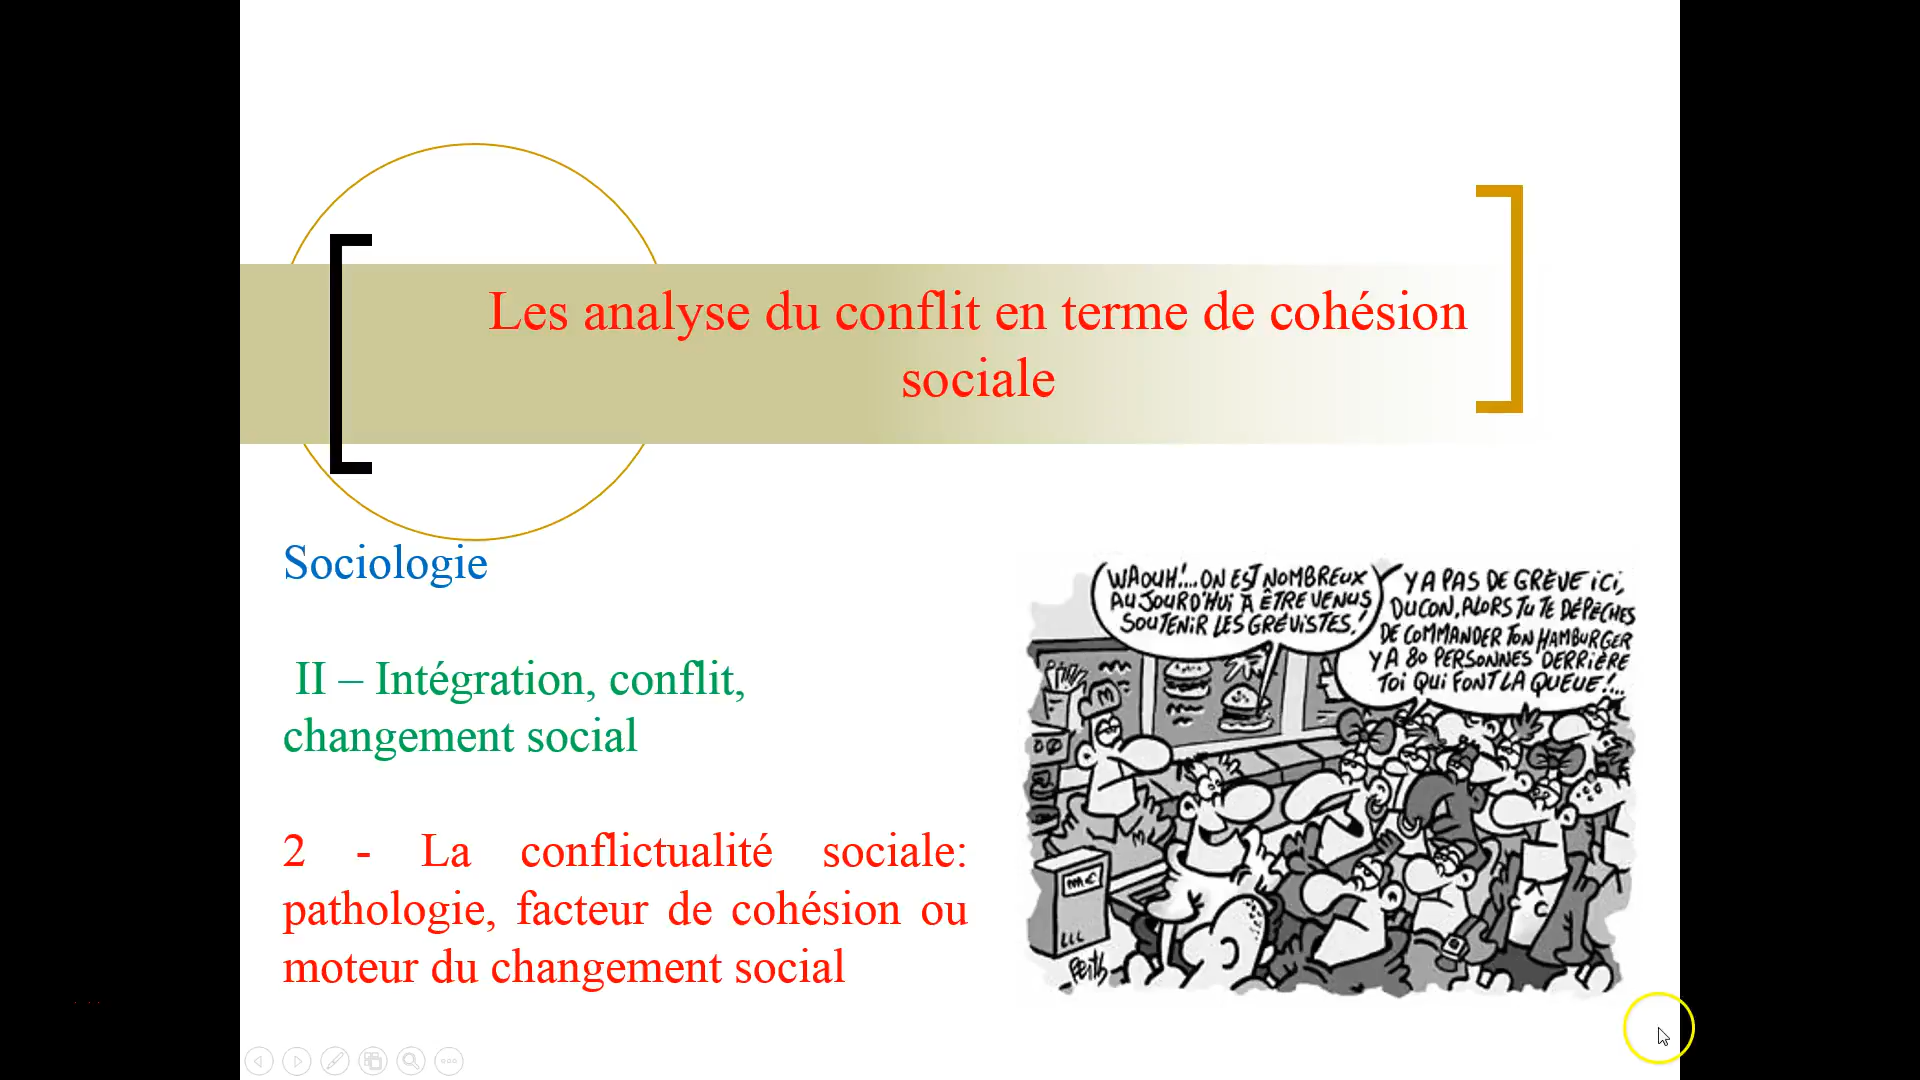 Les analyse du conflit en terme de cohésion
sociale
Sociologie
II – Intégration, conflit,
changement social
2 - La conflictualité sociale:
pathologie, facteur de cohésion ou
moteur du changement social
WAOUH!... ON EST NOMBREUX
AUJOURD'HUI À ÊTRE VENUS
SOUTENIR LES GRÉVISTES!
Y A PAS DE GRÈVE ICI,
DUCON, ALORS TU TE DÉPÊCHES
DE COMMANDER TON HAMBURGER
Y A 80 PERSONNES DERRIÈRE
TOI QUI FONT LA QUEUE!...